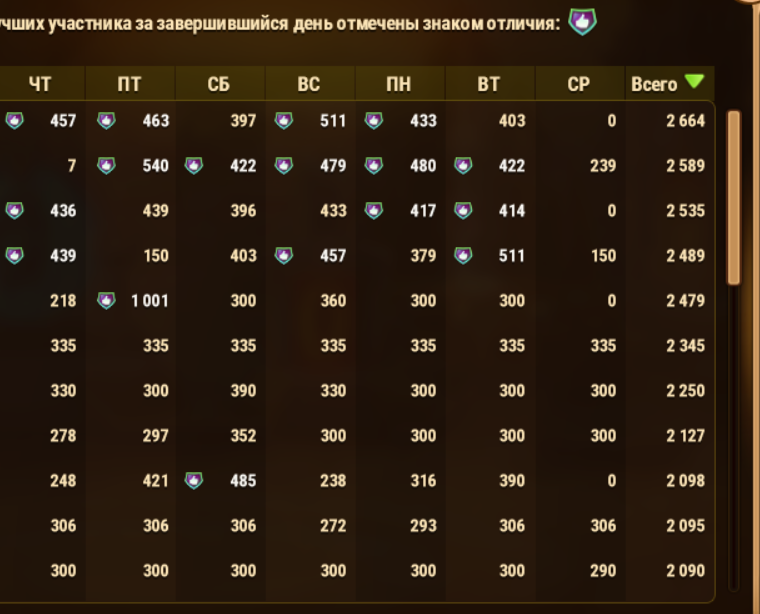 участника за завершившийся день отмечены знаком отличия:
ЧТ ПТ СБ ВС ПН ВТ СР Всего
457 463 397 511 433 403 0 2 664
7 540 422 479 480 422 239 2 589
436 439 396 433 417 414 0 2 535
439 150 403 457 379 511 150 2 489
218 1 001 300 360 300 300 0 2 479
335 335 335 335 335 335 335 2 345
330 300 390 330 300 300 300 2 250
278 297 352 300 300 300 300 2 127
248 421 485 238 316 390 0 2 098
306 306 306 272 293 306 306 2 095
300 300 300 300 300 300 290 2 090